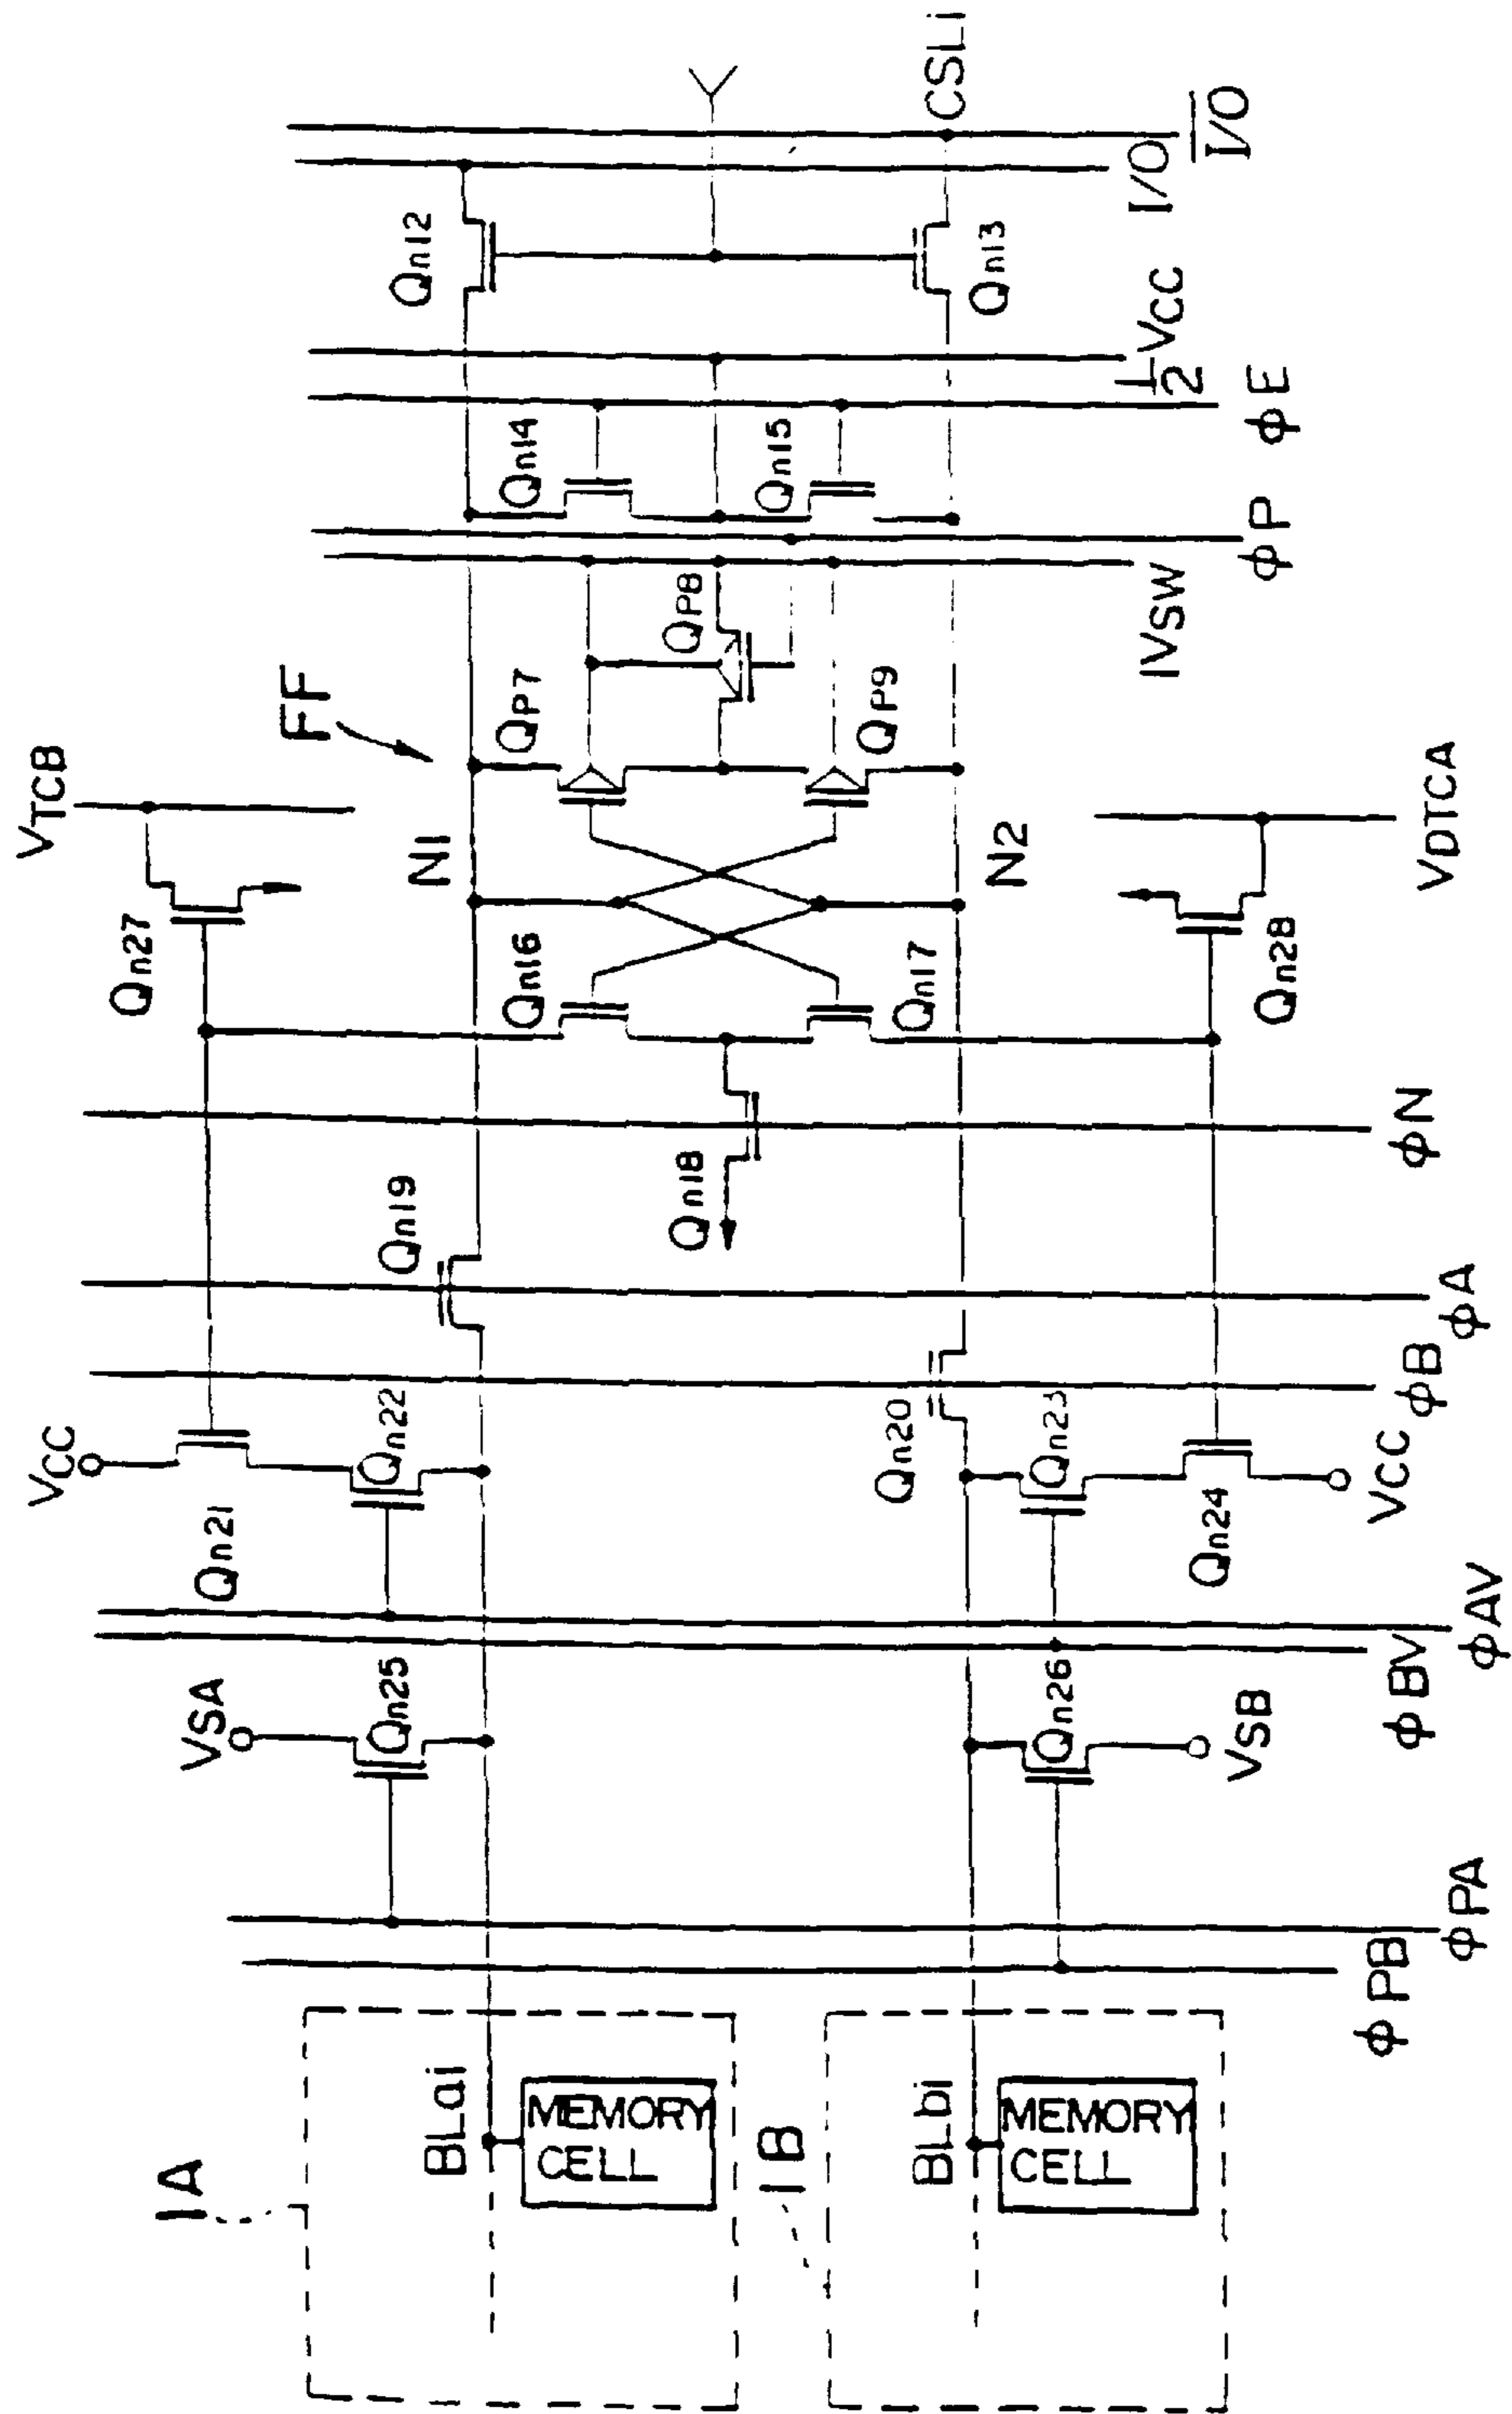 VTCB
VDTCA
FF
N1
N2
Qn27
Qn28
Qn16
Qn17
QP7
QP8
QP9
Qn14
Qn15
Qn12
Qn13
CSLi
I/O
I/O
1/2 VCC
φE
φP
IVSW
φN
φA
φB
Qn18
Qn19
Qn20
VCC
Qn21
Qn22
Qn23
Qn24
VCC
φAV
φBV
VSA
Qn25
Qn26
VSB
φPA
φPB
1A
BLai
MEMORY
CELL
1B
BLbi
MEMORY
CELL